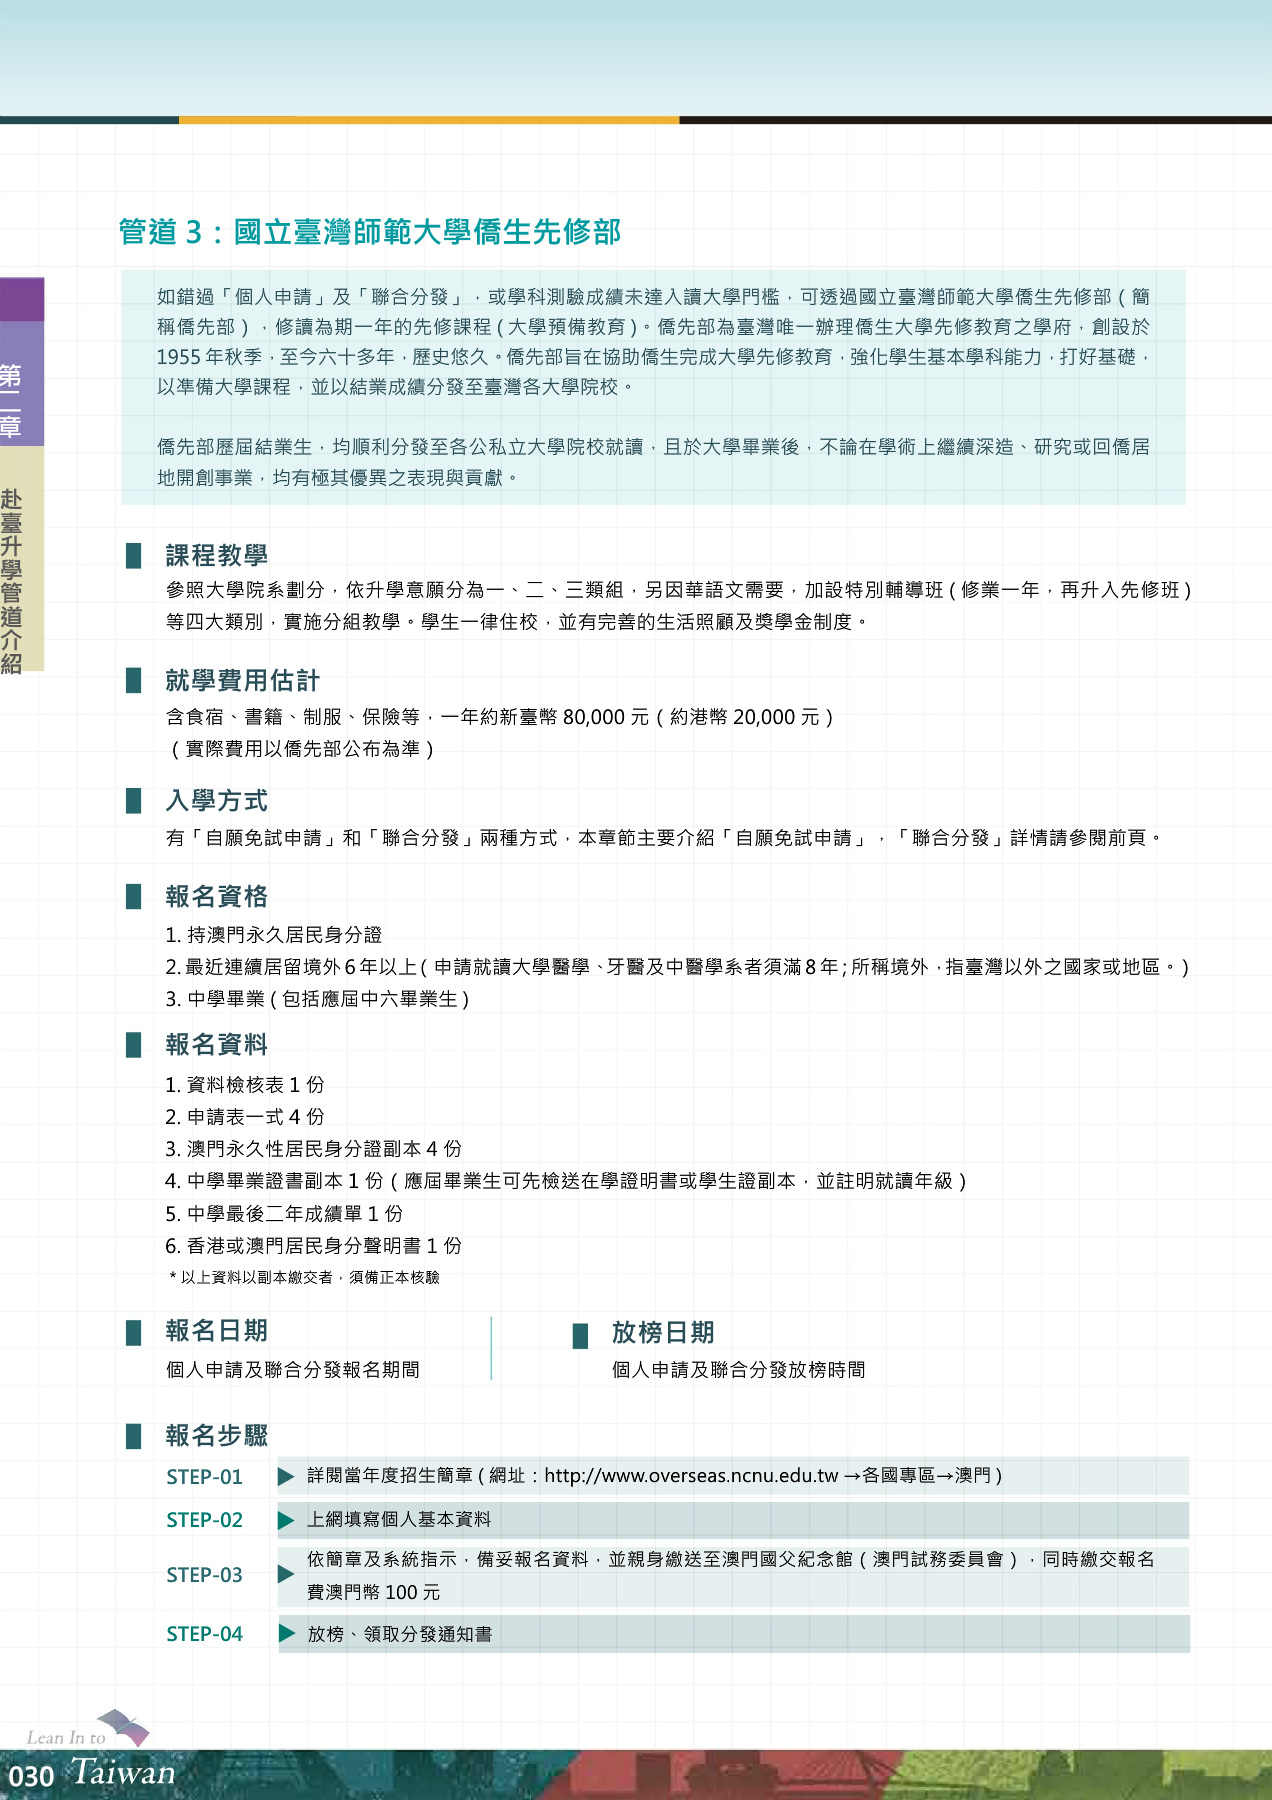 管道 3：國立臺灣師範大學僑生先修部
如錯過「個人申請」及「聯合分發」，或學科測驗成績未達入讀大學門檻，可透過國立臺灣師範大學僑生先修部（簡
稱僑先部），修讀為期一年的先修課程 ( 大學預備教育 )。僑先部為臺灣唯一辦理僑生大學先修教育之學府，創設於
1955 年秋季，至今六十多年，歷史悠久。僑先部旨在協助僑生完成大學先修教育，強化學生基本學科能力，打好基礎，
以準備大學課程，並以結業成績分發至臺灣各大學院校。
僑先部歷屆結業生，均順利分發至各公私立大學院校就讀，且於大學畢業後，不論在學術上繼續深造、研究或回僑居
地開創事業，均有極其優異之表現與貢獻。
第二章
赴臺升學管道介紹
課程教學
參照大學院系劃分，依升學意願分為一、二、三類組，另因華語文需要，加設特別輔導班 ( 修業一年，再升入先修班 )
等四大類別，實施分組教學。學生一律住校，並有完善的生活照顧及獎學金制度。
就學費用估計
含食宿、書籍、制服、保險等，一年約新臺幣 80,000 元（約港幣 20,000 元）
（實際費用以僑先部公布為準）
入學方式
有「自願免試申請」和「聯合分發」兩種方式，本章節主要介紹「自願免試申請」，「聯合分發」詳情請參閱前頁。
報名資格
1. 持澳門永久居民身分證
2. 最近連續居留境外 6 年以上 ( 申請就讀大學醫學、牙醫及中醫學系者須滿 8 年 ; 所稱境外，指臺灣以外之國家或地區。)
3. 中學畢業 ( 包括應屆中六畢業生 )
報名資料
1. 資料檢核表 1 份
2. 申請表一式 4 份
3. 澳門永久性居民身分證副本 4 份
4. 中學畢業證書副本 1 份（應屆畢業生可先檢送在學證明書或學生證副本，並註明就讀年級）
5. 中學最後二年成績單 1 份
6. 香港或澳門居民身分聲明書 1 份
* 以上資料以副本繳交者，須備正本核驗
報名日期
個人申請及聯合分發報名期間
放榜日期
個人申請及聯合分發放榜時間
報名步驟
STEP-01 詳閱當年度招生簡章 ( 網址：http://www.overseas.ncnu.edu.tw →各國專區→澳門 )
STEP-02 上網填寫個人基本資料
STEP-03 依簡章及系統指示，備妥報名資料，並親身繳送至澳門國父紀念館（澳門試務委員會），同時繳交報名
費澳門幣 100 元
STEP-04 放榜、領取分發通知書
Lean In to
030 Taiwan